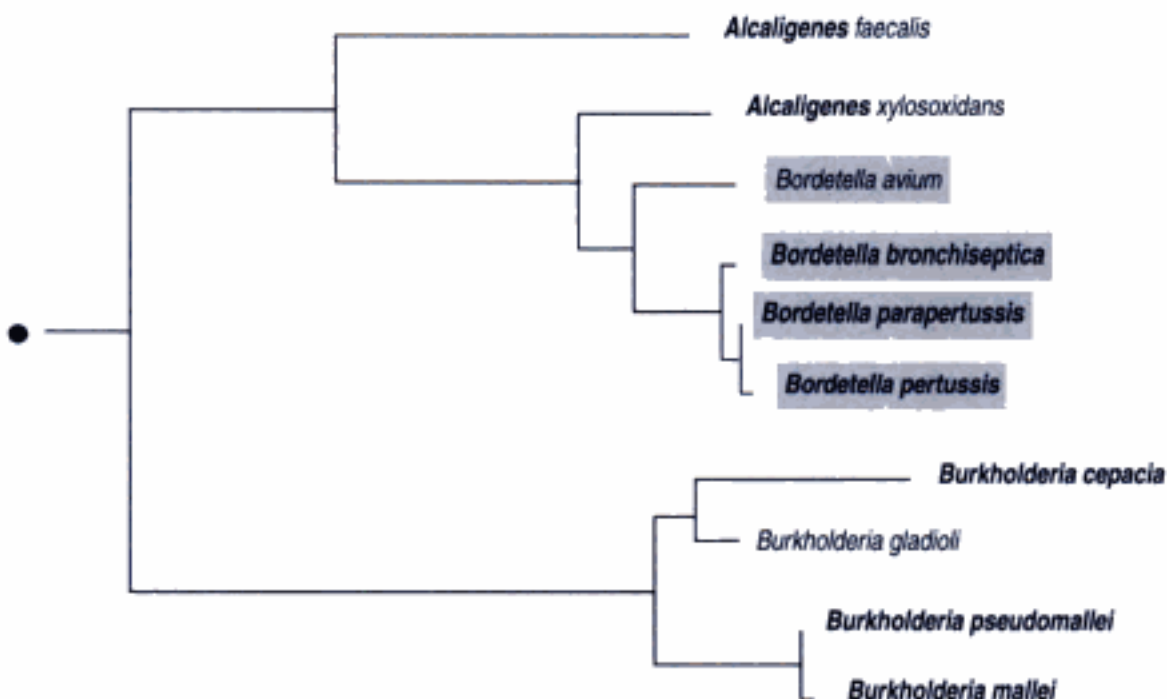 Alcaligenes faecalis
Alcaligenes xylosoxidans
Bordetella avium
Bordetella bronchiseptica
Bordetella parapertussis
Bordetella pertussis
Burkholderia cepacia
Burkholderia gladioli
Burkholderia pseudomallei
Burkholderia mallei